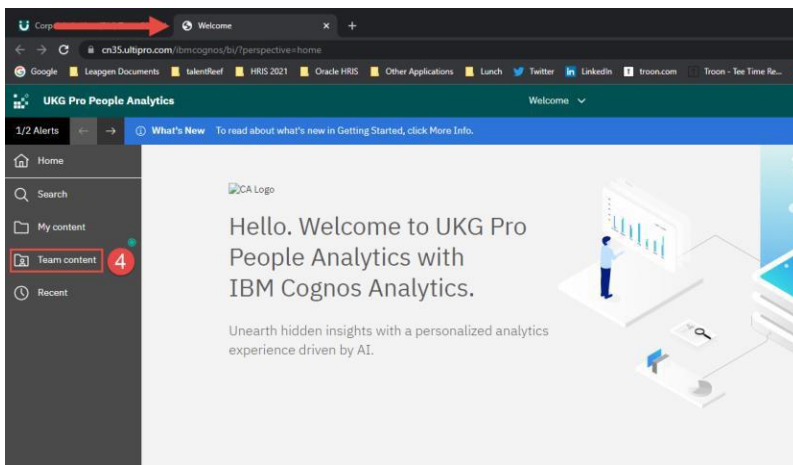 Corp
Welcome
cn35.ultipro.com/ibmcognos/bi/?perspective=home
Google Leapgen Documents talentReef HRIS 2021 Oracle HRIS Other Applications Lunch Twitter LinkedIn troon.com Troon - Tee Time Re...
UKG Pro People Analytics Welcome
1/2 Alerts What's New To read about what's new in Getting Started, click More Info.
Home
Search
My content
Team content 4
Recent
CA Logo
Hello. Welcome to UKG Pro
People Analytics with
IBM Cognos Analytics.
Unearth hidden insights with a personalized analytics
experience driven by AI.